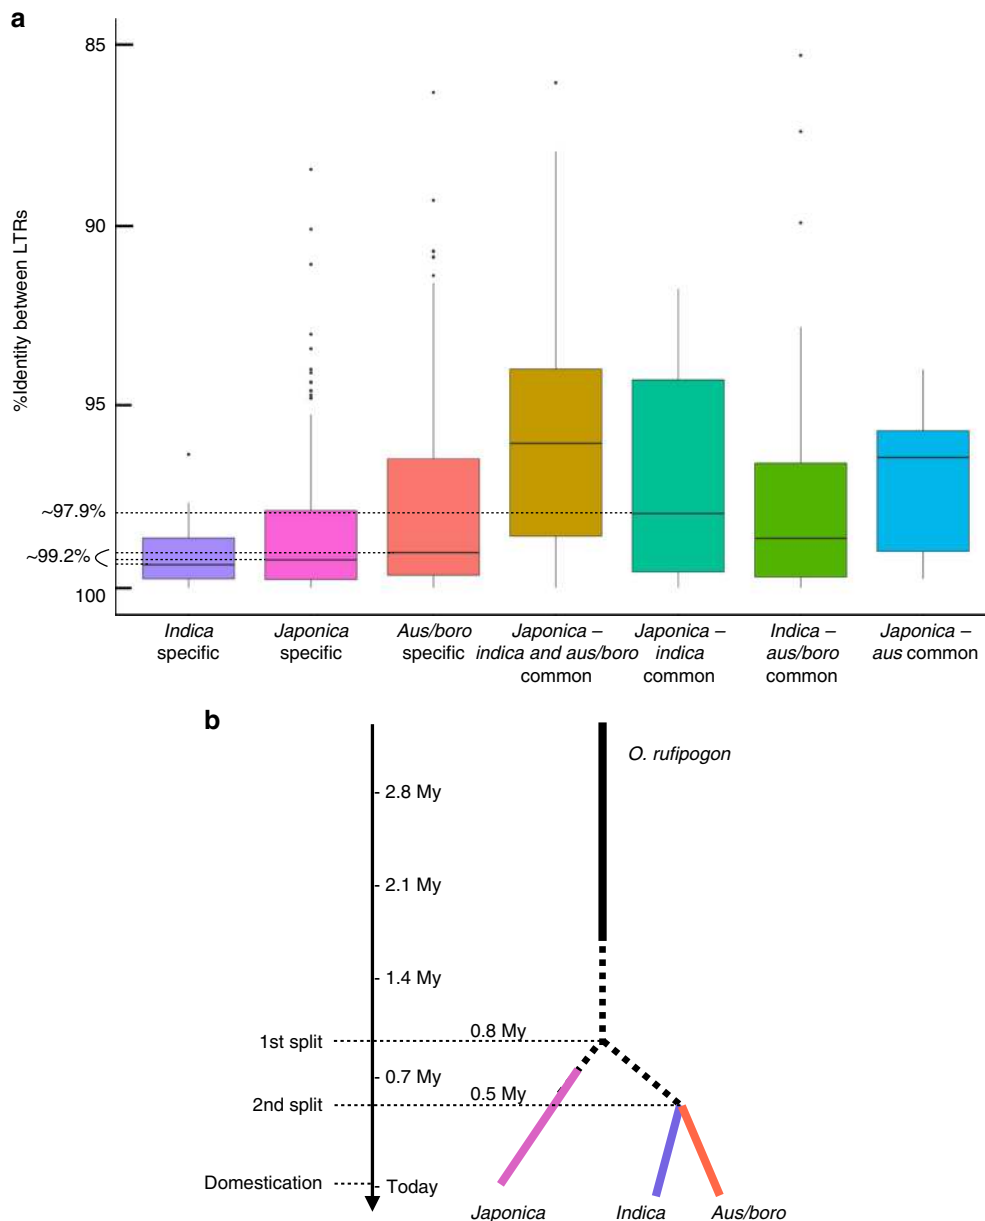 a
%Identity between LTRs
85
90
95
~97.9%
~99.2%
100
Indica
specific
Japonica
specific
Aus/boro
specific
Japonica –
indica and aus/boro
common
Japonica –
indica
common
Indica –
aus/boro
common
Japonica –
aus common
b
O. rufipogon
- 2.8 My
- 2.1 My
- 1.4 My
0.8 My
1st split
- 0.7 My
0.5 My
2nd split
Domestication
- Today
Japonica
Indica
Aus/boro